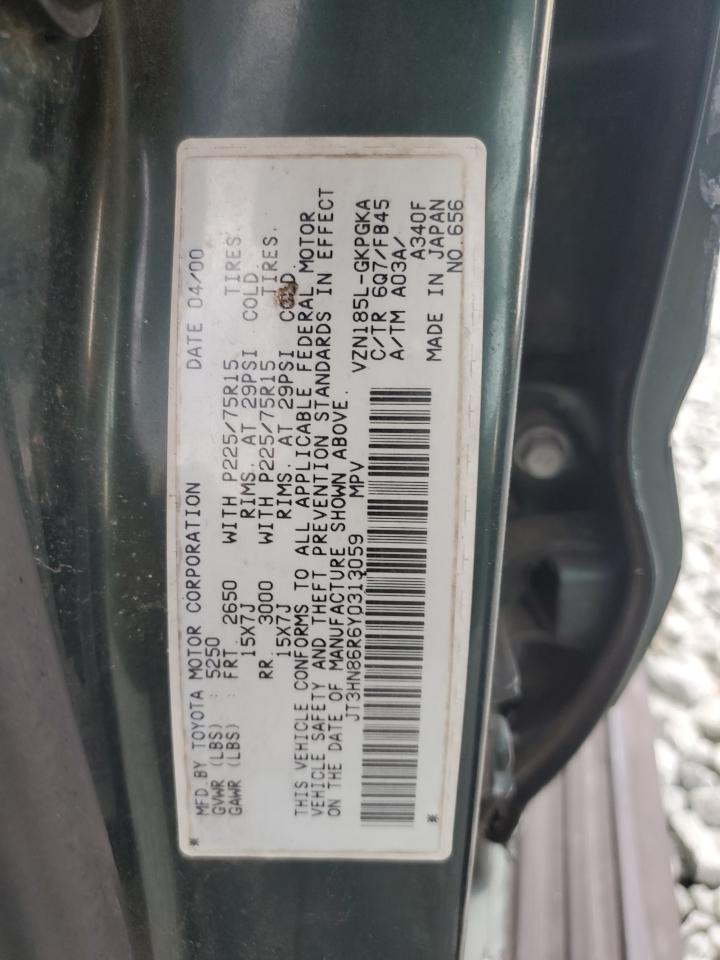 MFD. BY TOYOTA MOTOR CORPORATION DATE 04/00
GVWR (LBS) : 5250
GAWR (LBS) : FRT. 2650 WITH P225/75R15 TIRES.
15X7J RIMS. AT 29PSI COLD.
RR. 3000 WITH P225/75R15 TIRES.
15X7J RIMS. AT 29PSI COLD.
THIS VEHICLE CONFORMS TO ALL APPLICABLE FEDERAL MOTOR
VEHICLE SAFETY AND THEFT PREVENTION STANDARDS IN EFFECT
ON THE DATE OF MANUFACTURE SHOWN ABOVE.
JT3HN86R6Y0313059 MPV
VZN185L-GKPGKA
C/TR 6Q7/FB45
A/TM A03A/
A340F
MADE IN JAPAN
NO.656